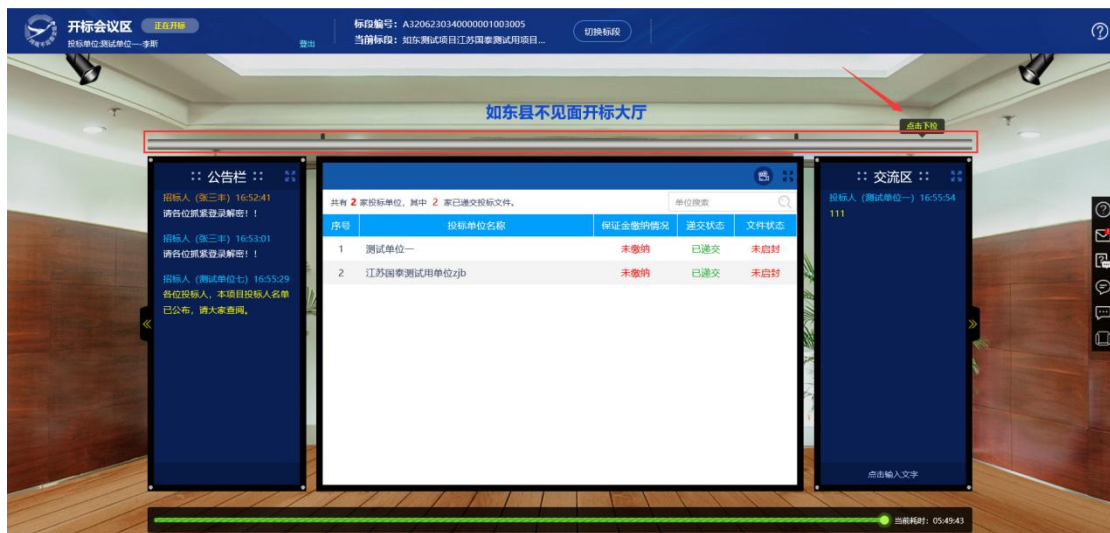 开标会议区 正在开标
投标单位:测试单位一--李斯 登出
标段编号：A3206230340000001003005
当前标段：如东测试项目江苏国泰测试用项目...
切换标段
如东县不见面开标大厅
点击下拉
:: 公告栏 ::
招标人（张三丰）16:52:41
请各位抓紧登录解密！！
招标人（张三丰）16:53:01
请各位抓紧登录解密！！
招标人（测试单位七）16:55:29
各位投标人，本项目投标人名单
已公布，请大家查阅。
共有 2 家投标单位，其中 2 家已递交投标文件。
单位搜索
序号 投标单位名称 保证金缴纳情况 递交状态 文件状态
1 测试单位一 未缴纳 已递交 未启封
2 江苏国泰测试用单位zjb 未缴纳 已递交 未启封
:: 交流区 ::
投标人（测试单位一）16:55:54
111
点击输入文字
当前耗时：05:49:43